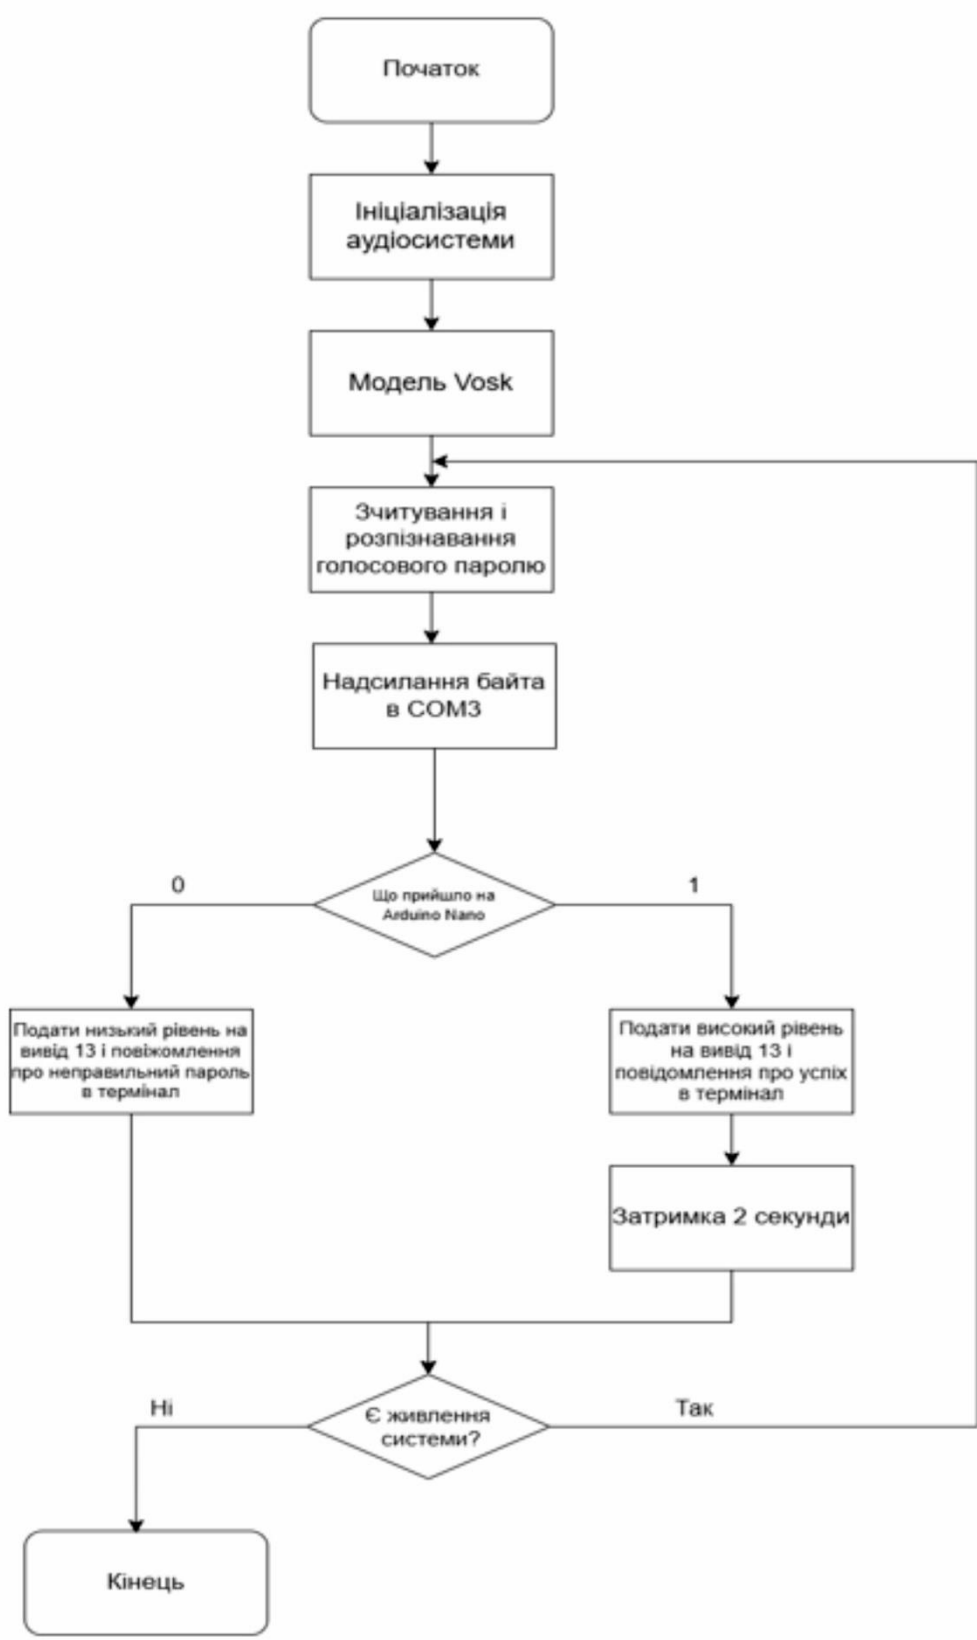 Початок
Ініціалізація
аудіосистеми
Модель Vosk
Зчитування і
розпізнавання
голосового паролю
Надсилання байта
в COM3
Що прийшло на
Arduino Nano
0
1
Подати низький рівень на
вивід 13 і повіжомлення
про неправильний пароль
в термінал
Подати високий рівень
на вивід 13 і
повідомлення про успіх
в термінал
Затримка 2 секунди
Є живлення
системи?
Ні
Так
Кінець